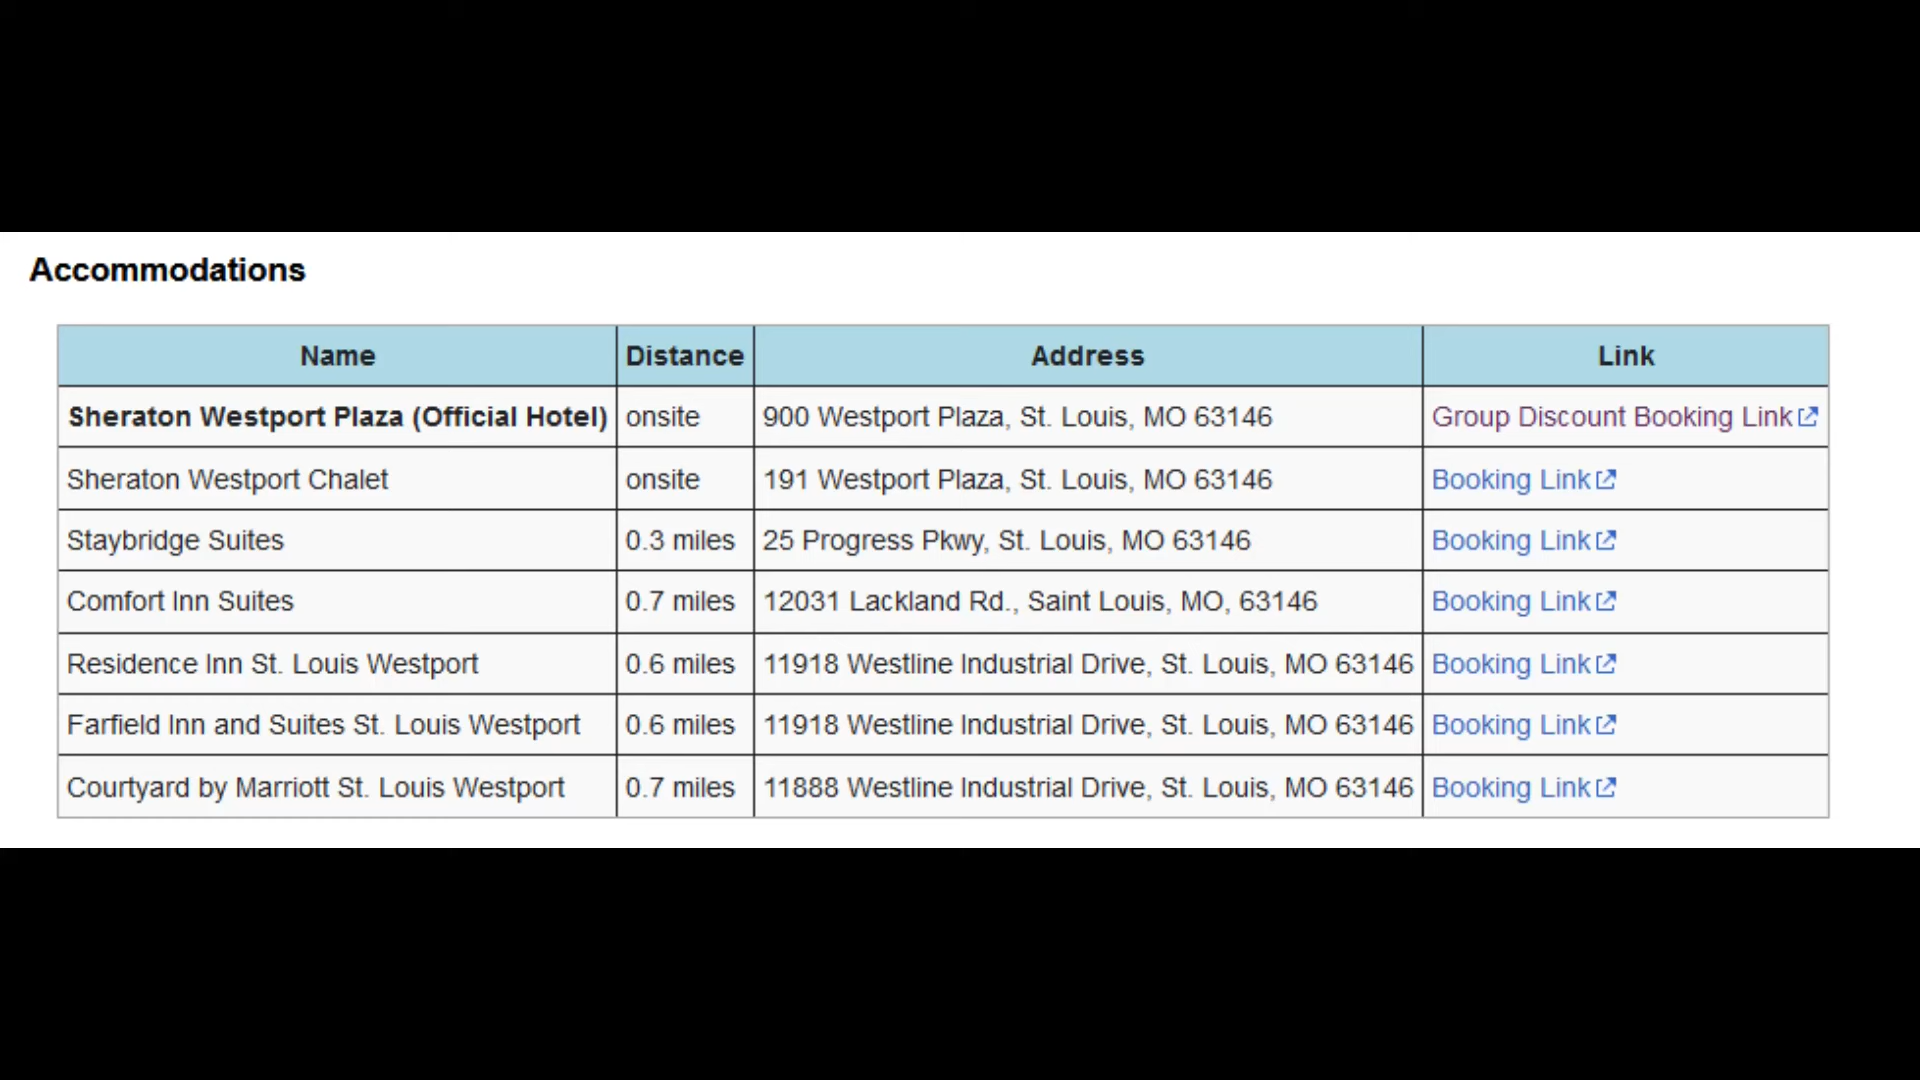 Accommodations
Name Distance Address Link
Sheraton Westport Plaza (Official Hotel) onsite 900 Westport Plaza, St. Louis, MO 63146 Group Discount Booking Link
Sheraton Westport Chalet onsite 191 Westport Plaza, St. Louis, MO 63146 Booking Link
Staybridge Suites 0.3 miles 25 Progress Pkwy, St. Louis, MO 63146 Booking Link
Comfort Inn Suites 0.7 miles 12031 Lackland Rd., Saint Louis, MO, 63146 Booking Link
Residence Inn St. Louis Westport 0.6 miles 11918 Westline Industrial Drive, St. Louis, MO 63146 Booking Link
Farfield Inn and Suites St. Louis Westport 0.6 miles 11918 Westline Industrial Drive, St. Louis, MO 63146 Booking Link
Courtyard by Marriott St. Louis Westport 0.7 miles 11888 Westline Industrial Drive, St. Louis, MO 63146 Booking Link